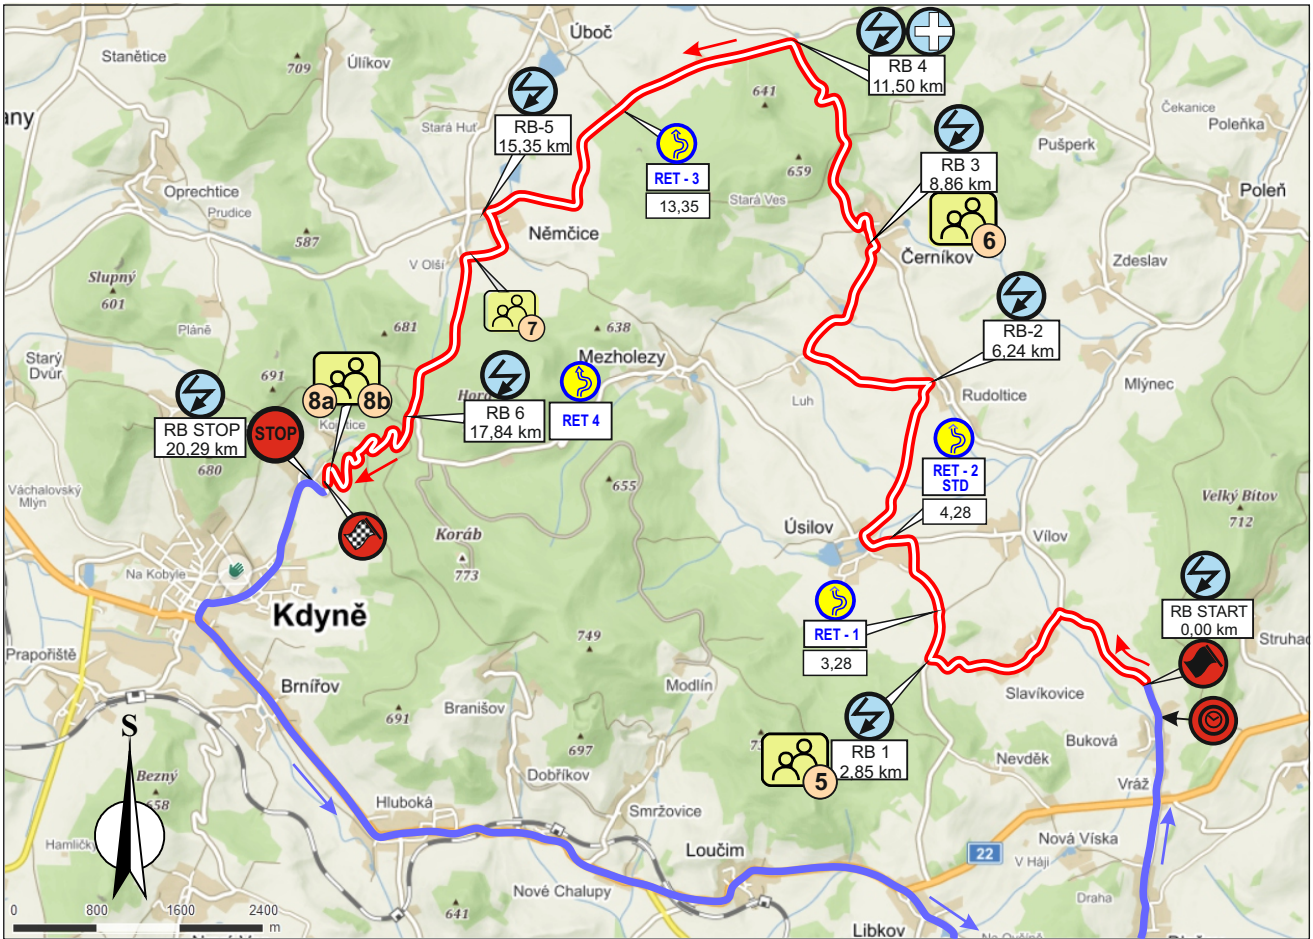 Úboč
Stanětice
709
Úlíkov
any
RB 4
11,50 km
641
Čekanice
Poleňka
Stará Huť
RB-5
15,35 km
RET - 3
13,35
Pušperk
659
RB 3
8,86 km
Stará Ves
Oprechtice
Prudice
Poleň
6
587
Němčice
Černíkov
V Olší
Zdeslav
Slupný
601
RB-2
6,24 km
Pláně
681
7
638
Mezholezy
Starý
Dvůr
691
Mlýnec
Luh
Rudoltice
8a
8b
RB 6
17,84 km
RET 4
RB STOP
20,29 km
STOP
680
RET - 2
STD
4,28
655
Váchalovský
Mlýn
Velký Bítov
712
Úsilov
Vílov
Koráb
773
Na Kobyle
Kdyně
RET - 1
3,28
RB START
0,00 km
749
Struhad
Prapořiště
Brnířov
Modlín
Slavíkovice
691
Branišov
697
5
RB 1
2,85 km
Buková
Nevděk
S
Bezný
658
Dobříkov
Vráž
Hluboká
Smržovice
Hamličky
Loučim
22
Nová Víska
V Háji
Nové Chalupy
Draha
641
0
800
1600
2400
m
Libkov